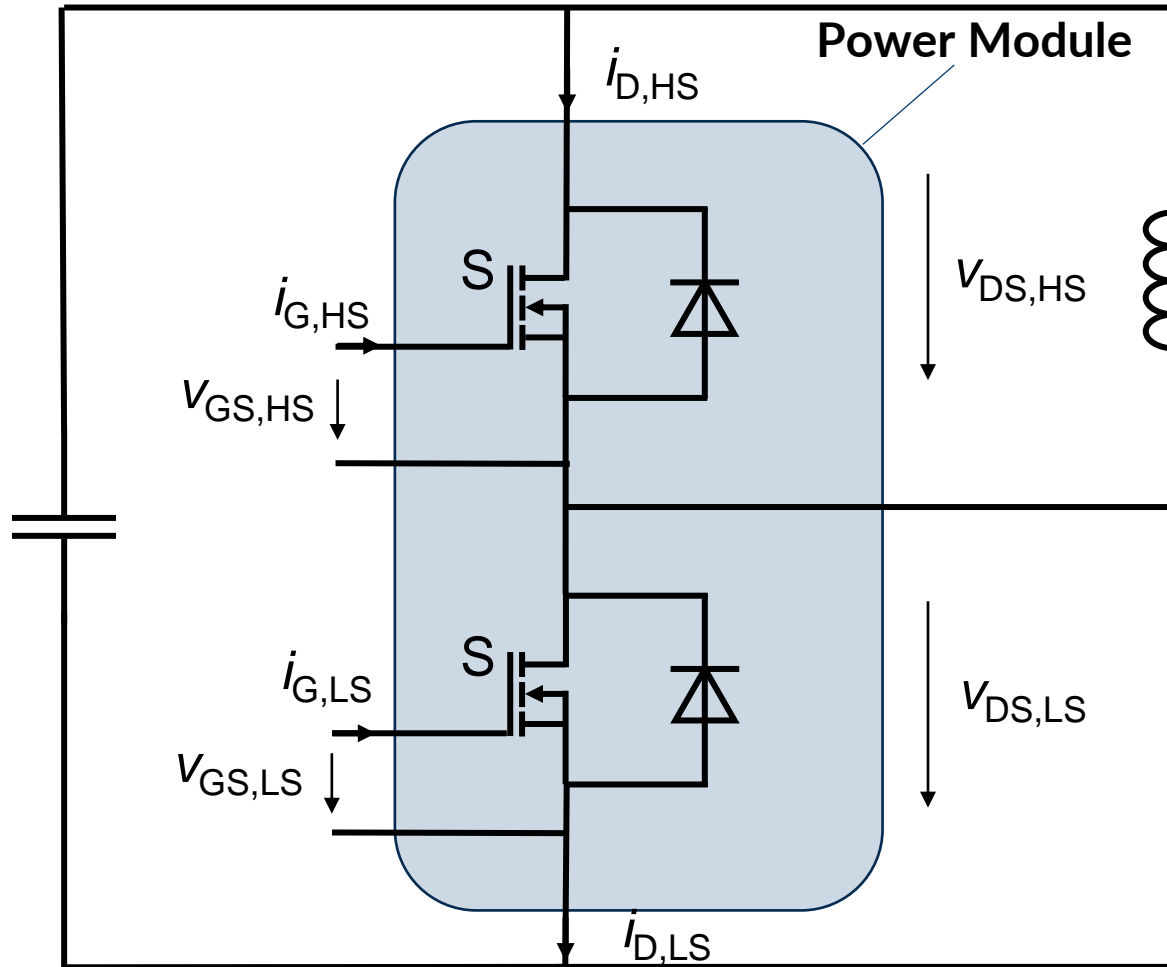 Power Module
iD,HS
S
vDS,HS
iG,HS
vGS,HS
S
iG,LS
vDS,LS
vGS,LS
iD,LS